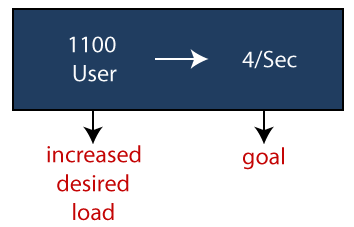 1100
User
4/Sec
increased
desired
load
goal